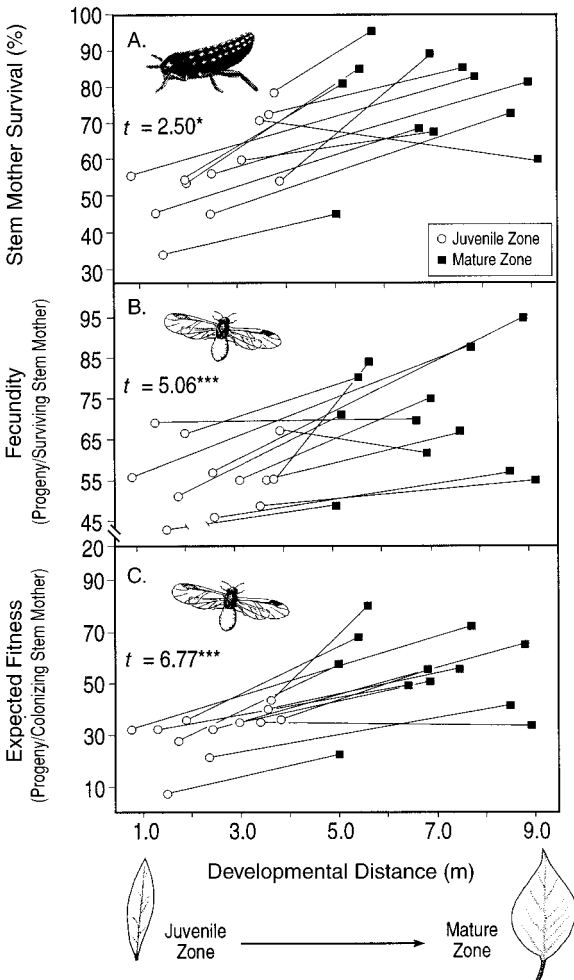 Stem Mother Survival (%)
100
90
80
70
60
50
40
30
A.
t = 2.50*
Juvenile Zone
Mature Zone
Fecundity
(Progeny/Surviving Stem Mother)
95
85
75
65
55
45
20
B.
t = 5.06***
Expected Fitness
(Progeny/Colonizing Stem Mother)
90
70
50
30
10
C.
t = 6.77***
1.0 3.0 5.0 7.0 9.0
Developmental Distance (m)
Juvenile
Zone
Mature
Zone